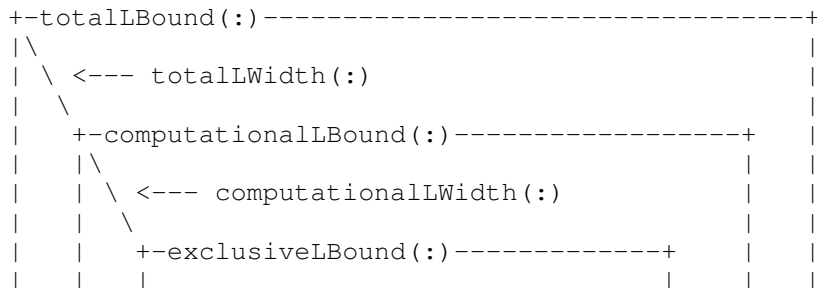 +-totalLBound(:)----------------------------------+
|\                                                |
| \ <--- totalLWidth(:)                           |
|  \                                              |
|   +-computationalLBound(:)------------------+   |
|   |\                                        |   |
|   | \ <--- computationalLWidth(:)           |   |
|   |  \                                      |   |
|   |   +-exclusiveLBound(:)-------------+    |   |
|   |   |                                |    |   |